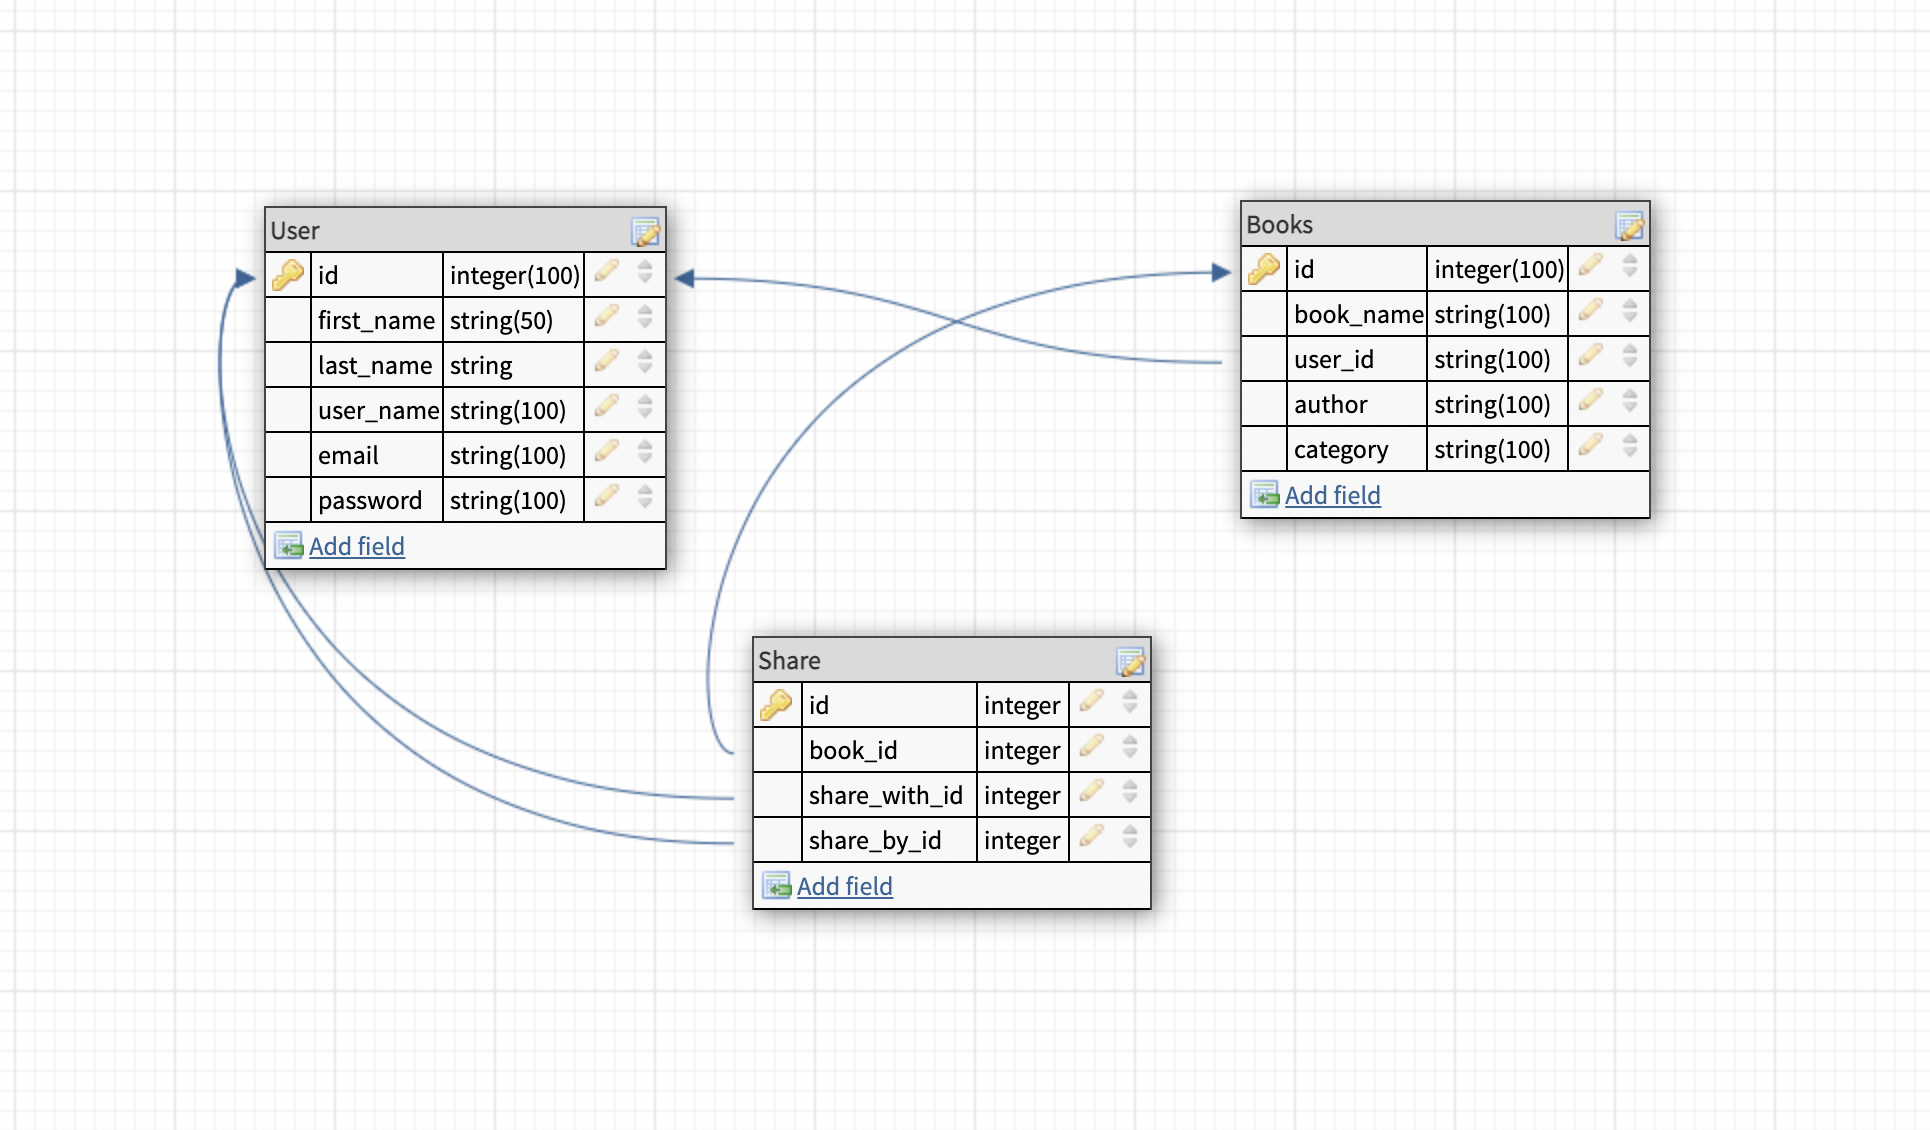 User
id integer(100)
first_name string(50)
last_name string
user_name string(100)
email string(100)
password string(100)
Add field
Books
id integer(100)
book_name string(100)
user_id string(100)
author string(100)
category string(100)
Add field
Share
id integer
book_id integer
share_with_id integer
share_by_id integer
Add field